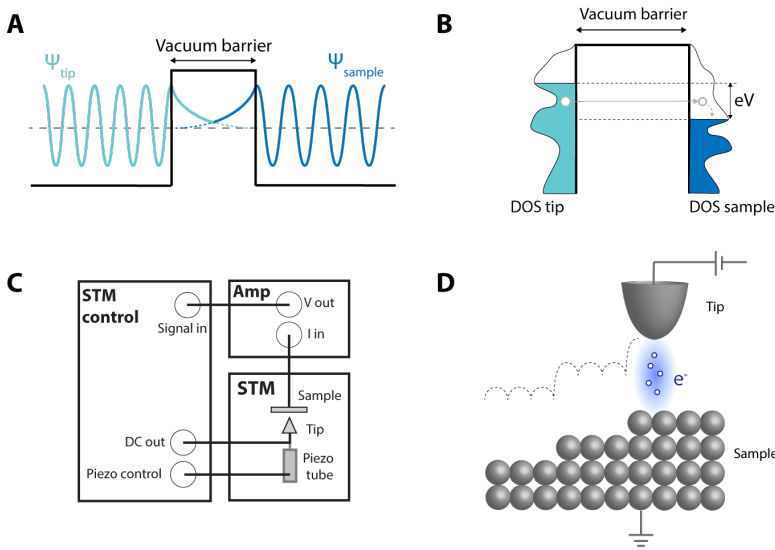 A
Vacuum barrier
Ψtip
Ψsample
B
Vacuum barrier
eV
DOS tip
DOS sample
C
STM
control
Signal in
Amp
V out
I in
STM
Sample
Tip
DC out
Piezo control
Piezo
tube
D
Tip
e-
Sample